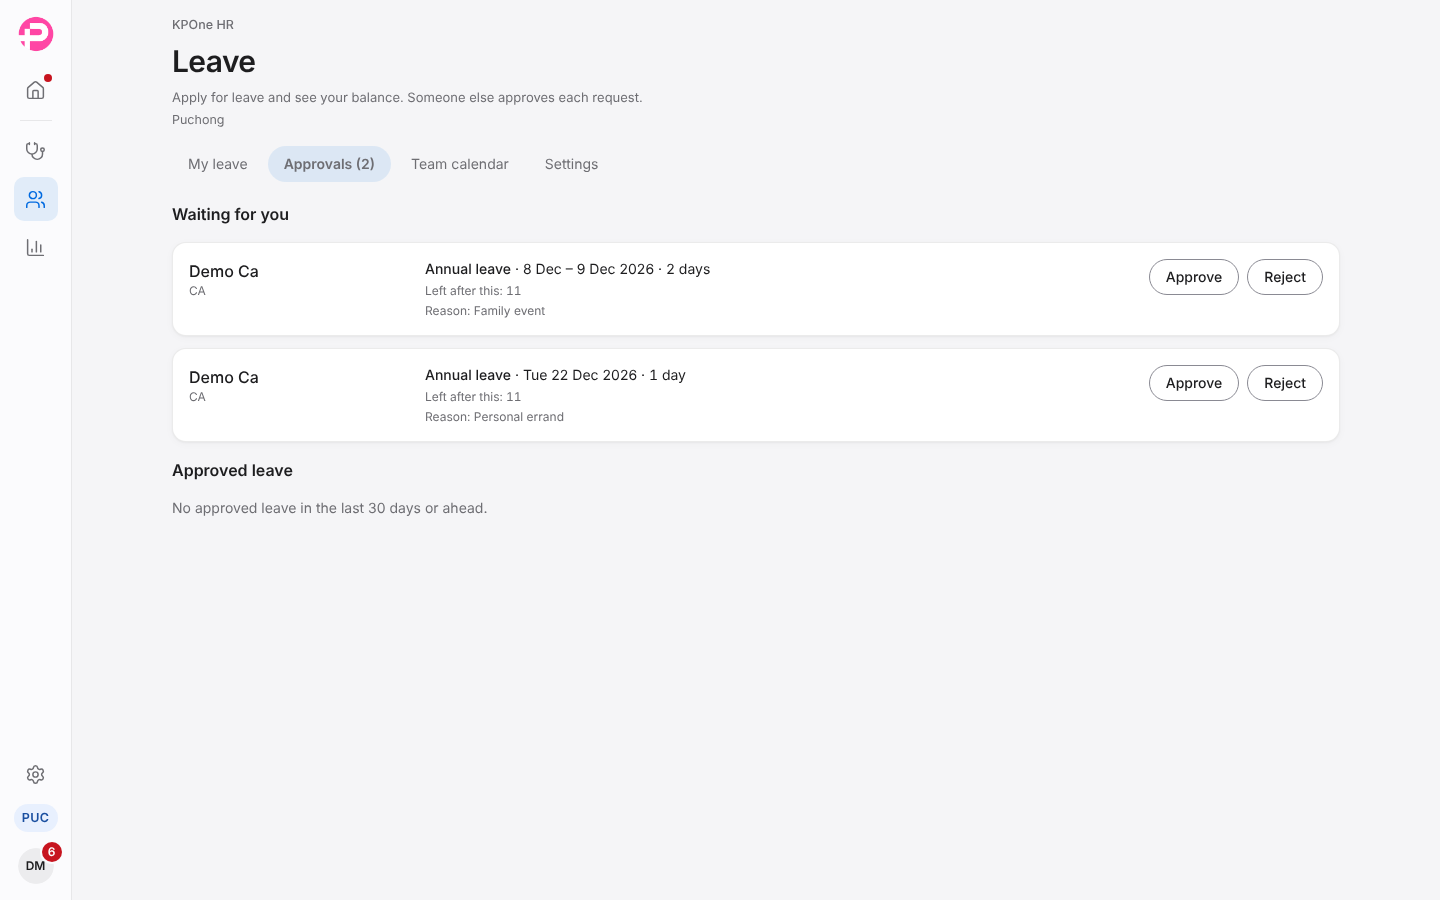 KPOne HR
Leave
Apply for leave and see your balance. Someone else approves each request.
Puchong
My leave
Approvals (2)
Team calendar
Settings
Waiting for you
Demo Ca
CA
Annual leave · 8 Dec – 9 Dec 2026 · 2 days
Left after this: 11
Reason: Family event
Approve
Reject
Demo Ca
CA
Annual leave · Tue 22 Dec 2026 · 1 day
Left after this: 11
Reason: Personal errand
Approve
Reject
Approved leave
No approved leave in the last 30 days or ahead.
PUC
6
DM